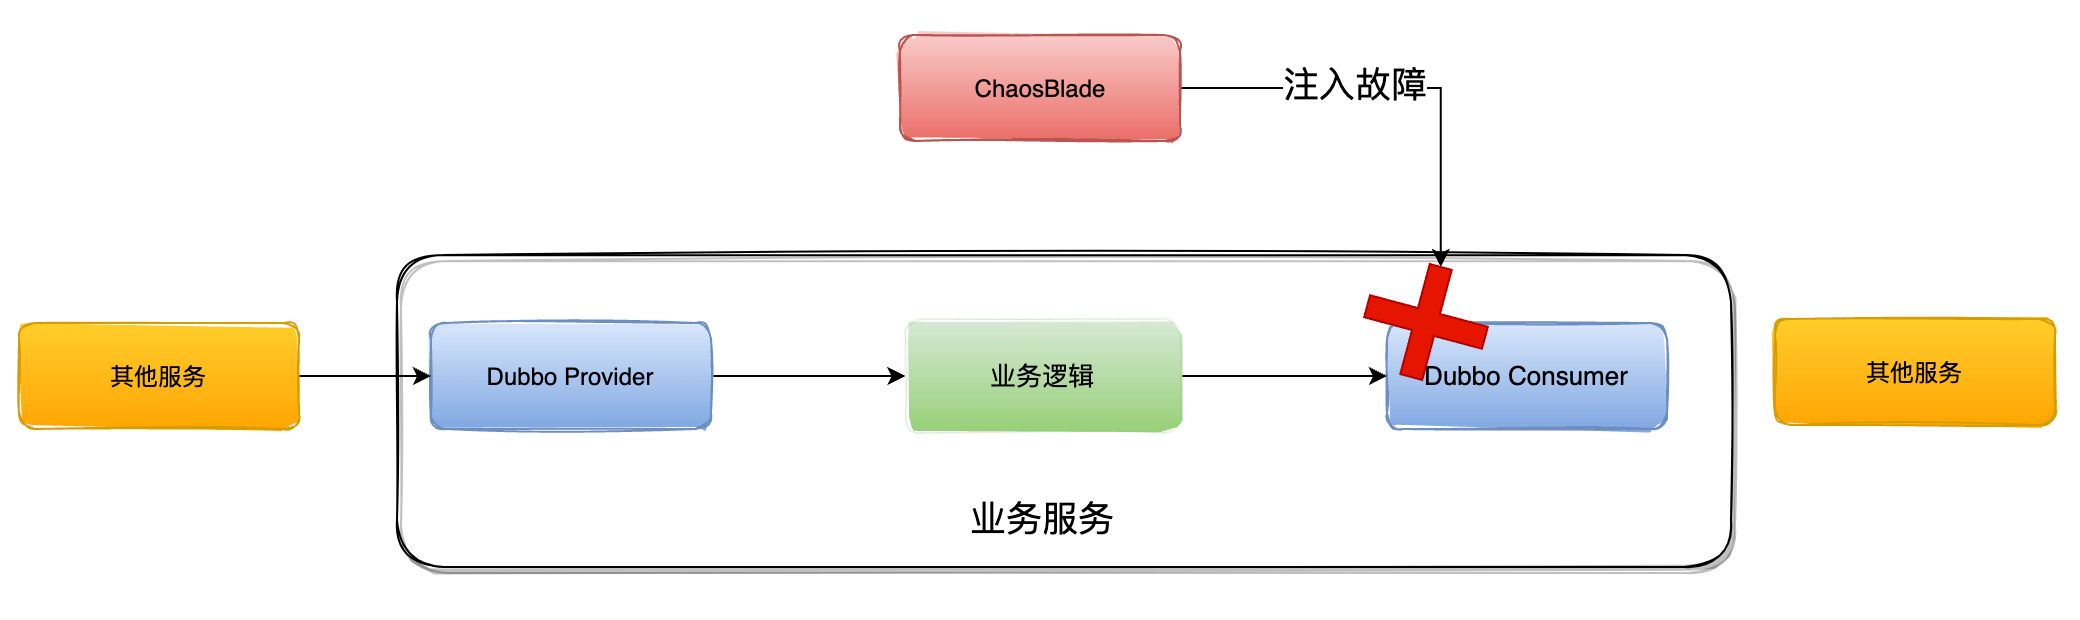 ChaosBlade
注入故障
其他服务
Dubbo Provider
业务逻辑
Dubbo Consumer
其他服务
业务服务